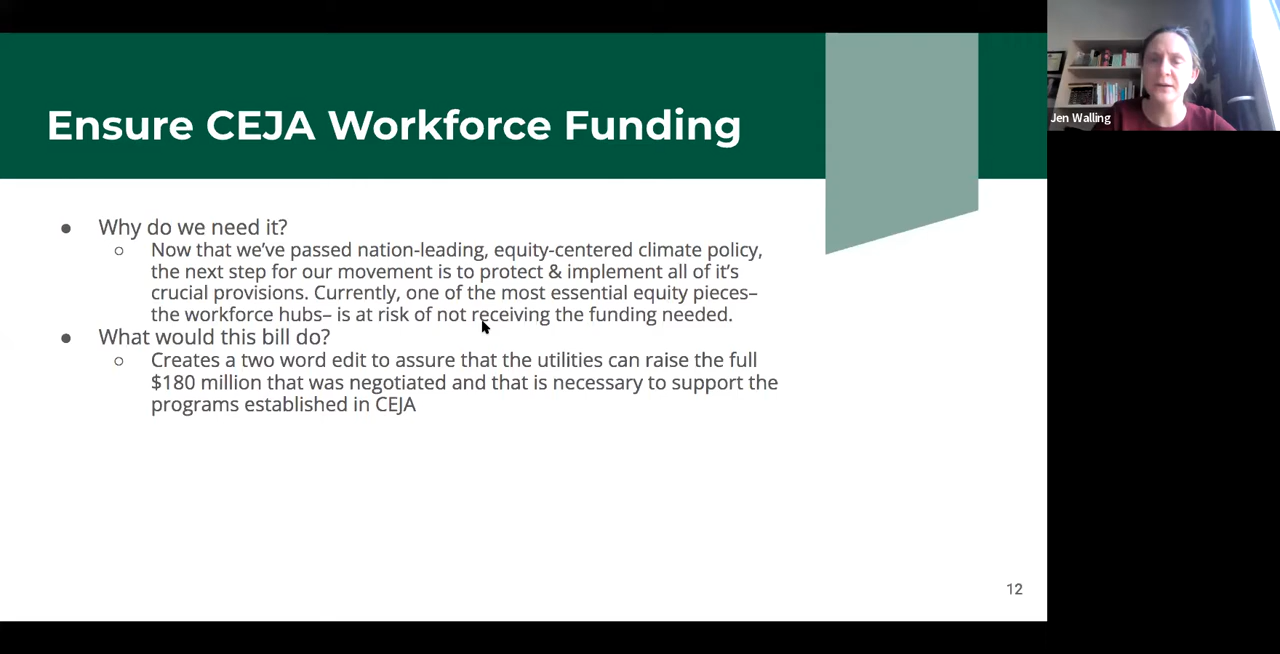 Ensure CEJA Workforce Funding
Jen Walling
● Why do we need it?
○ Now that we've passed nation-leading, equity-centered climate policy,
the next step for our movement is to protect & implement all of it's
crucial provisions. Currently, one of the most essential equity pieces–
the workforce hubs– is at risk of not receiving the funding needed.
● What would this bill do?
○ Creates a two word edit to assure that the utilities can raise the full
$180 million that was negotiated and that is necessary to support the
programs established in CEJA
12